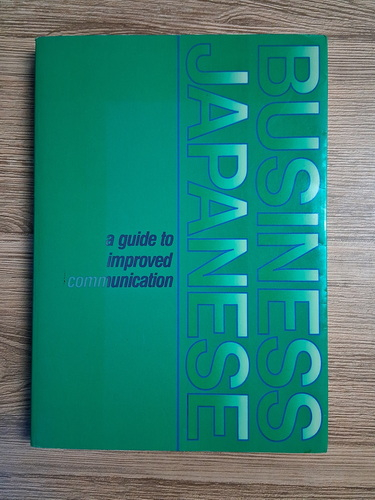 BUSINESS
JAPANESE
a guide to
improved
communication